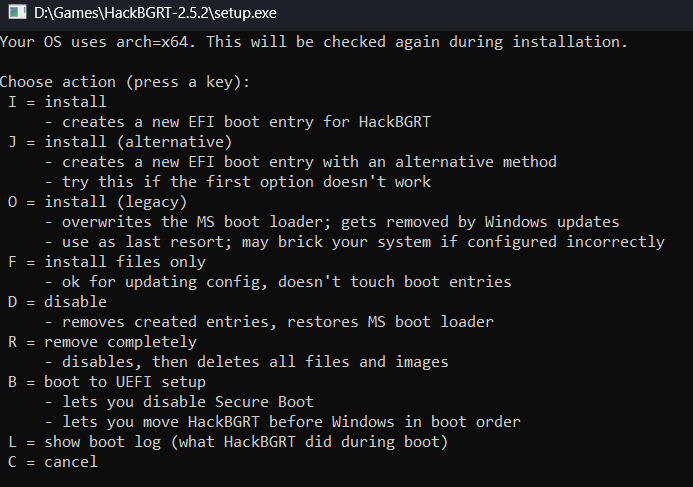 D:\Games\HackBGRT-2.5.2\setup.exe
Your OS uses arch=x64. This will be checked again during installation.
Choose action (press a key):
I = install
- creates a new EFI boot entry for HackBGRT
J = install (alternative)
- creates a new EFI boot entry with an alternative method
- try this if the first option doesn't work
O = install (legacy)
- overwrites the MS boot loader; gets removed by Windows updates
- use as last resort; may brick your system if configured incorrectly
F = install files only
- ok for updating config, doesn't touch boot entries
D = disable
- removes created entries, restores MS boot loader
R = remove completely
- disables, then deletes all files and images
B = boot to UEFI setup
- lets you disable Secure Boot
- lets you move HackBGRT before Windows in boot order
L = show boot log (what HackBGRT did during boot)
C = cancel